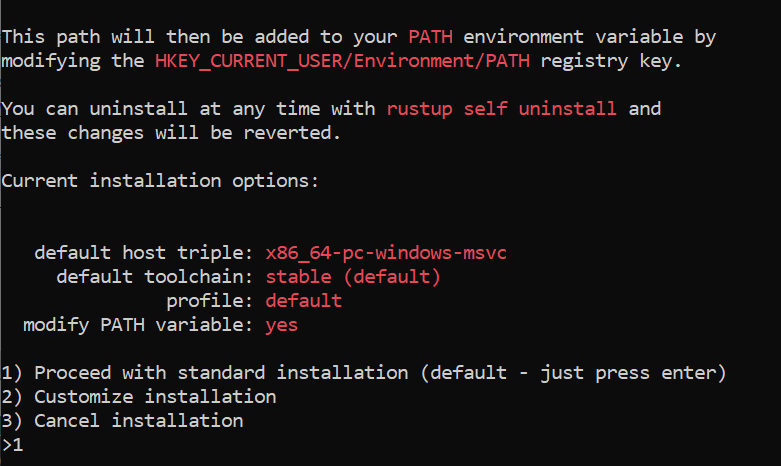 This path will then be added to your PATH environment variable by
modifying the HKEY_CURRENT_USER/Environment/PATH registry key.
You can uninstall at any time with rustup self uninstall and
these changes will be reverted.
Current installation options:
default host triple: x86_64-pc-windows-msvc
default toolchain: stable (default)
profile: default
modify PATH variable: yes
1) Proceed with standard installation (default - just press enter)
2) Customize installation
3) Cancel installation
>1